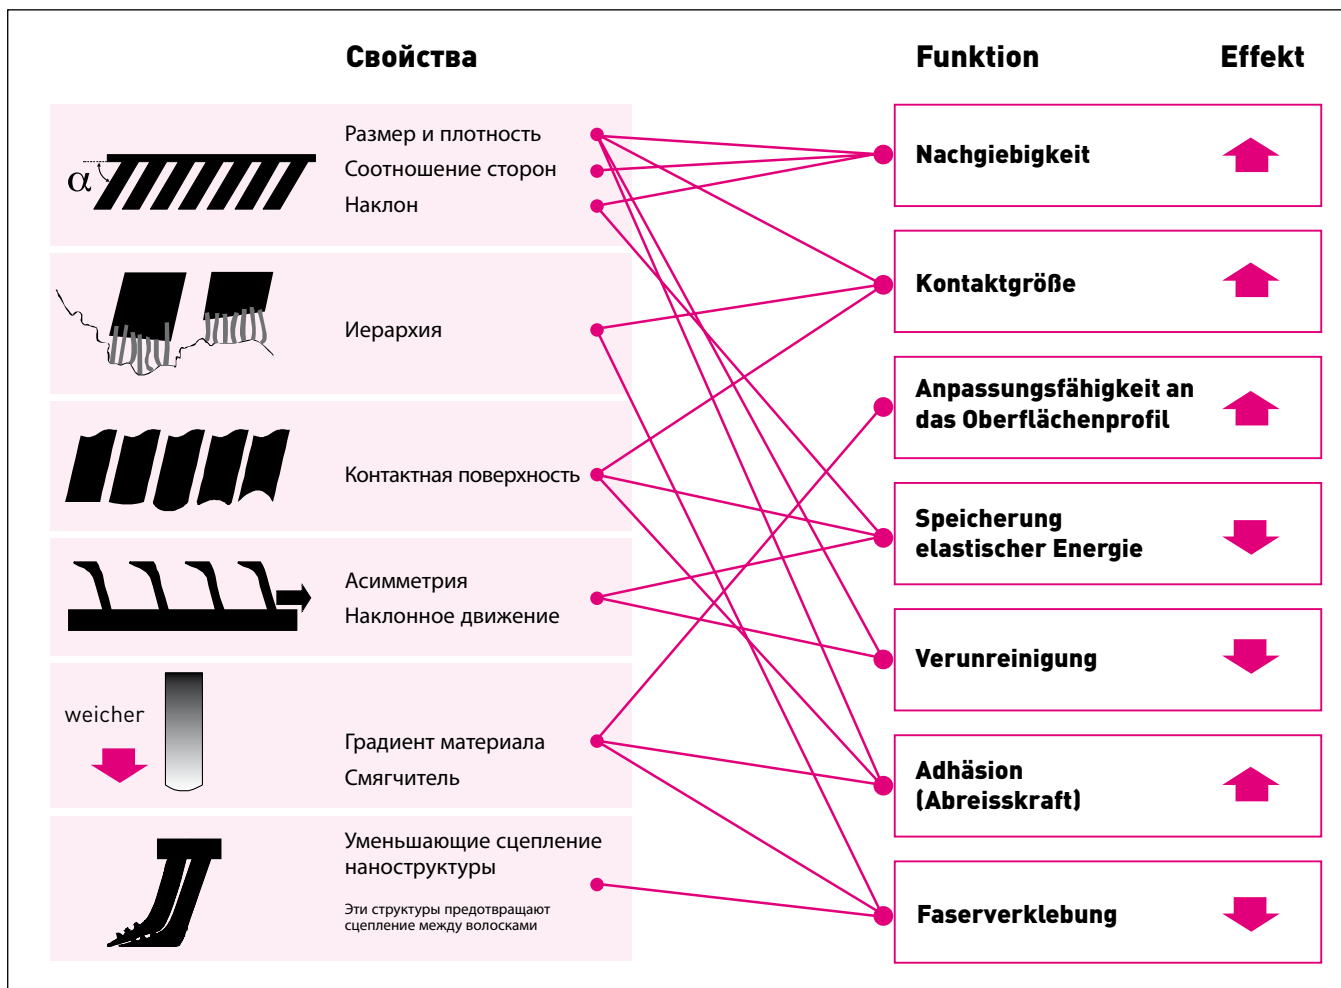 Свойства
Funktion
Effekt
α
Размер и плотность
Соотношение сторон
Наклон
Иерархия
Контактная поверхность
Асимметрия
Наклонное движение
weicher
Градиент материала
Смягчитель
Уменьшающие сцепление
наноструктуры
Эти структуры предотвращают
сцепление между волосками
Nachgiebigkeit
Kontaktgröße
Anpassungsfähigkeit an
das Oberflächenprofil
Speicherung
elastischer Energie
Verunreinigung
Adhäsion
(Abreisskraft)
Faserverklebung